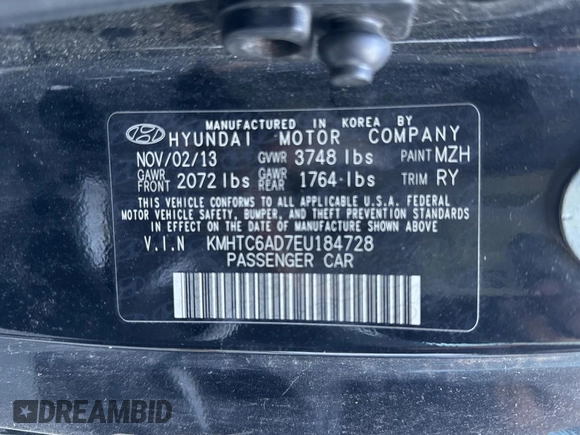 MANUFACTURED IN KOREA BY
HYUNDAI MOTOR COMPANY
NOV/02/13 GVWR 3748 lbs PAINT MZH
GAWR FRONT 2072 lbs GAWR REAR 1764 lbs TRIM RY
THIS VEHICLE CONFORMS TO ALL APPLICABLE U.S.A. FEDERAL
MOTOR VEHICLE SAFETY, BUMPER, AND THEFT PREVENTION STANDARDS
IN EFFECT ON THE DATE OF MANUFACTURE SHOWN ABOVE.
V.I.N KMHTC6AD7EU184728
PASSENGER CAR
DREAMBID